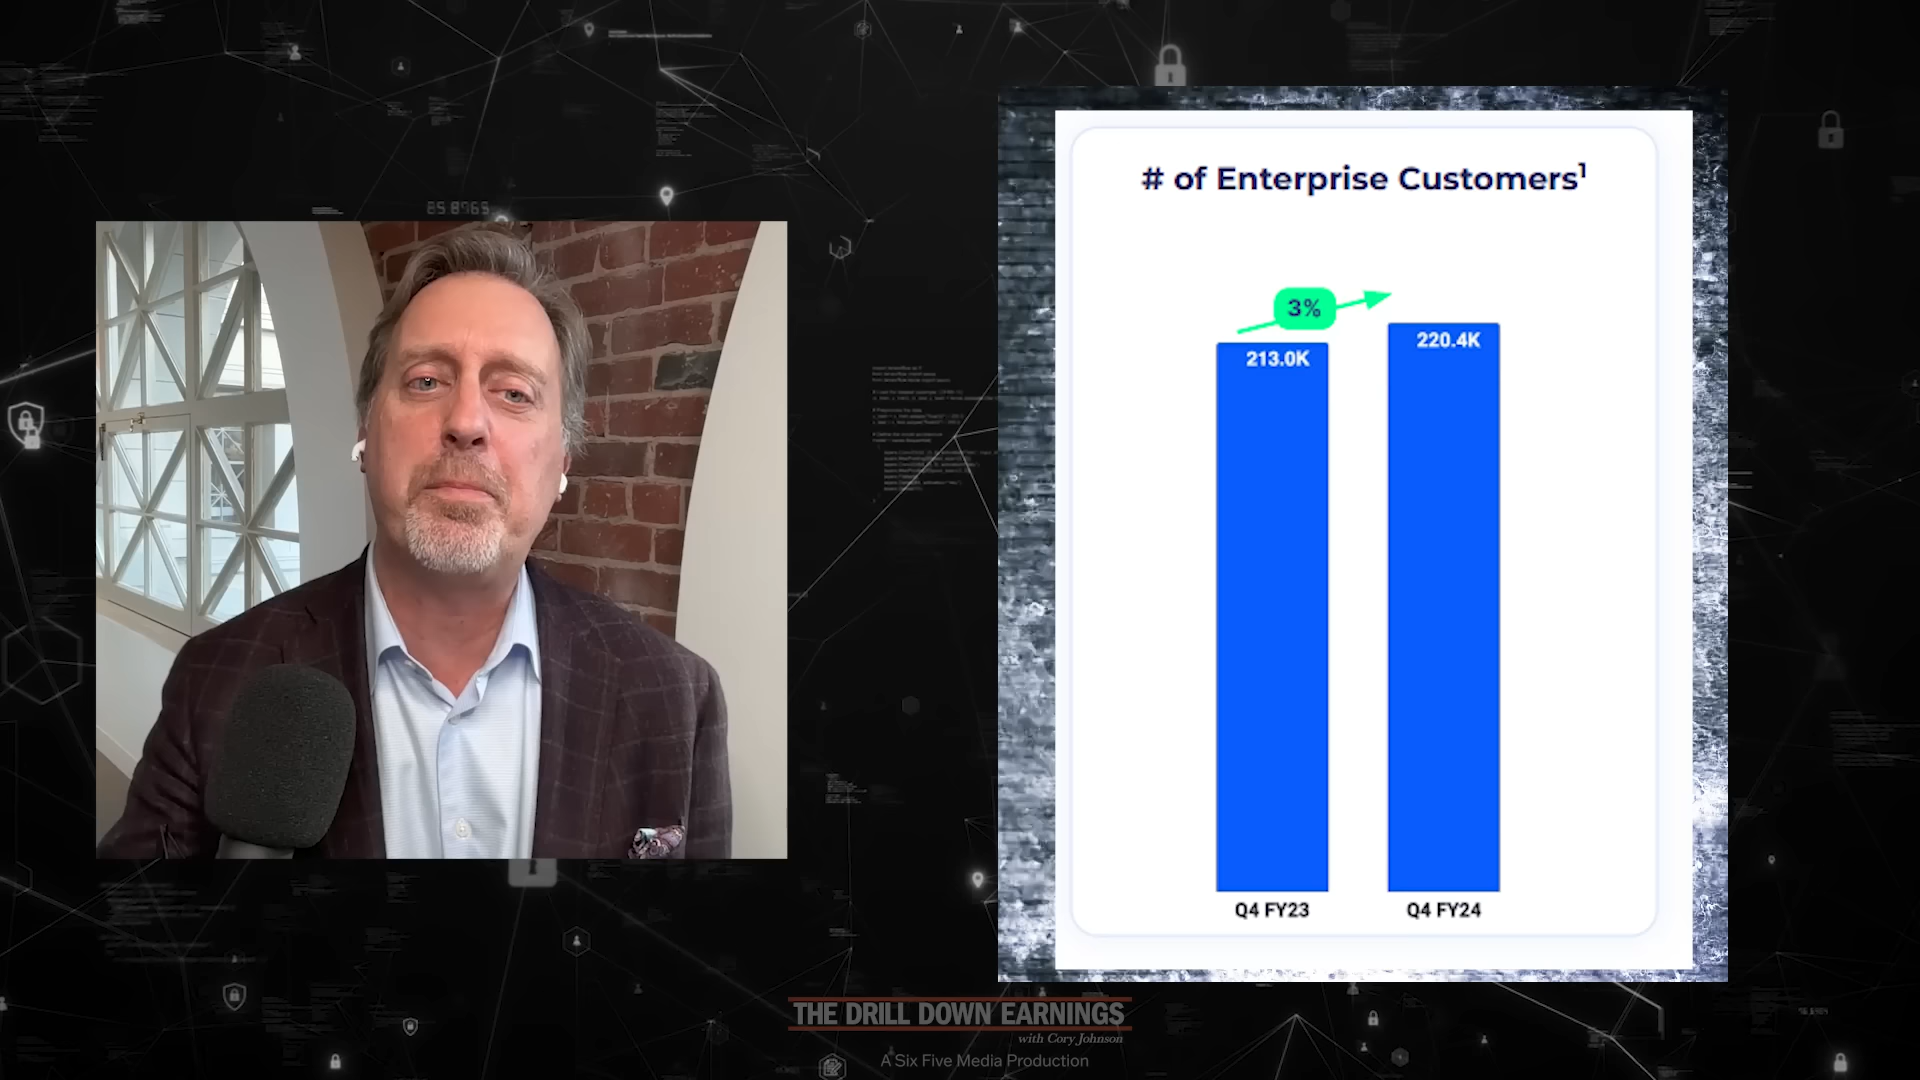 # of Enterprise Customers¹
3%
213.0K
220.4K
Q4 FY23
Q4 FY24
THE DRILL DOWN EARNINGS
with Cory Johnson
A Six Five Media Production